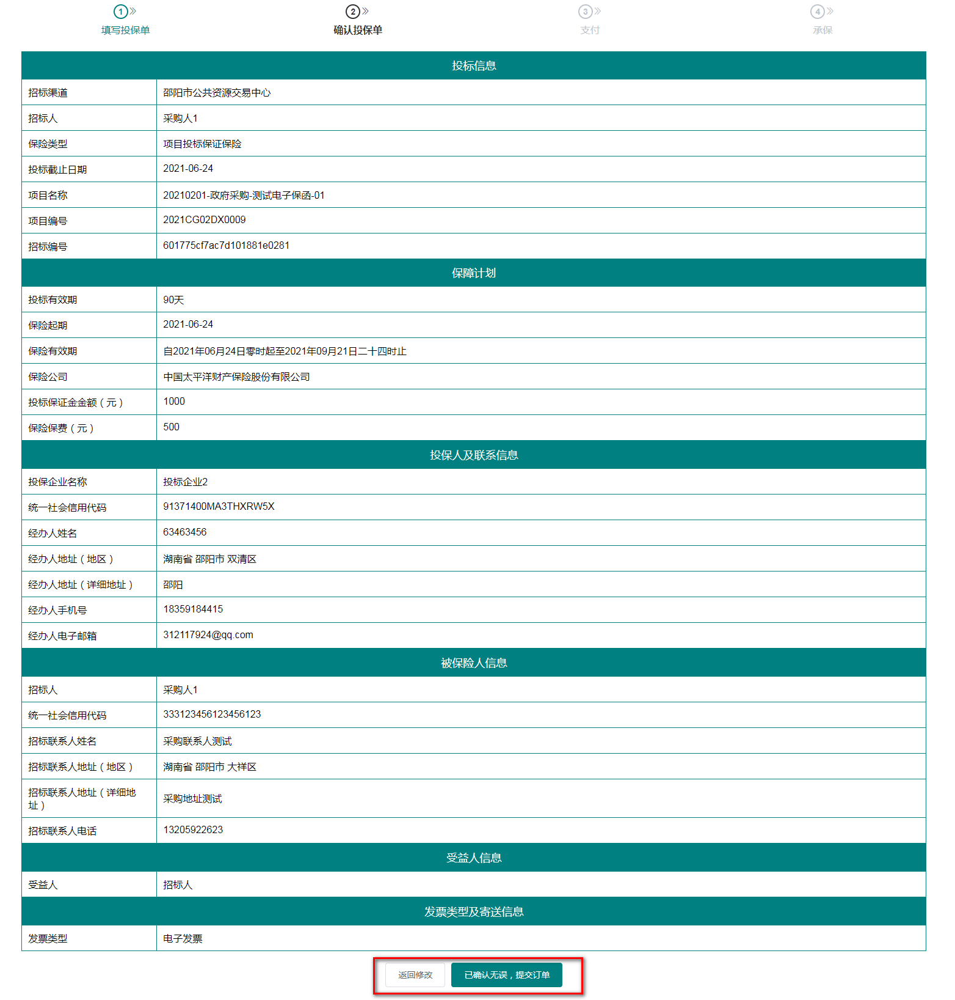 1 2 3 4
填写投保单 确认投保单 支付 承保
投标信息
招标渠道 邵阳市公共资源交易中心
招标人 采购人1
保险类型 项目投标保证保险
投标截止日期 2021-06-24
项目名称 20210201-政府采购-测试电子保函-01
项目编号 2021CG02DX0009
招标编号 601775cf7ac7d101881e0281
保障计划
投标有效期 90天
保险起期 2021-06-24
保险有效期 自2021年06月24日零时起至2021年09月21日二十四时止
保险公司 中国太平洋财产保险股份有限公司
投标保证金金额（元） 1000
保险保费（元） 500
投保人及联系信息
投保企业名称 投标企业2
统一社会信用代码 91371400MA3THXRW5X
经办人姓名 63463456
经办人地址（地区） 湖南省 邵阳市 双清区
经办人地址（详细地址） 邵阳
经办人手机号 18359184415
经办人电子邮箱 312117924@qq.com
被保险人信息
招标人 采购人1
统一社会信用代码 333123456123456123
招标联系人姓名 采购联系人测试
招标联系人地址（地区） 湖南省 邵阳市 大祥区
招标联系人地址（详细地
址） 采购地址测试
招标联系人电话 13205922623
受益人信息
受益人 招标人
发票类型及寄送信息
发票类型 电子发票
返回修改 已确认无误，提交订单